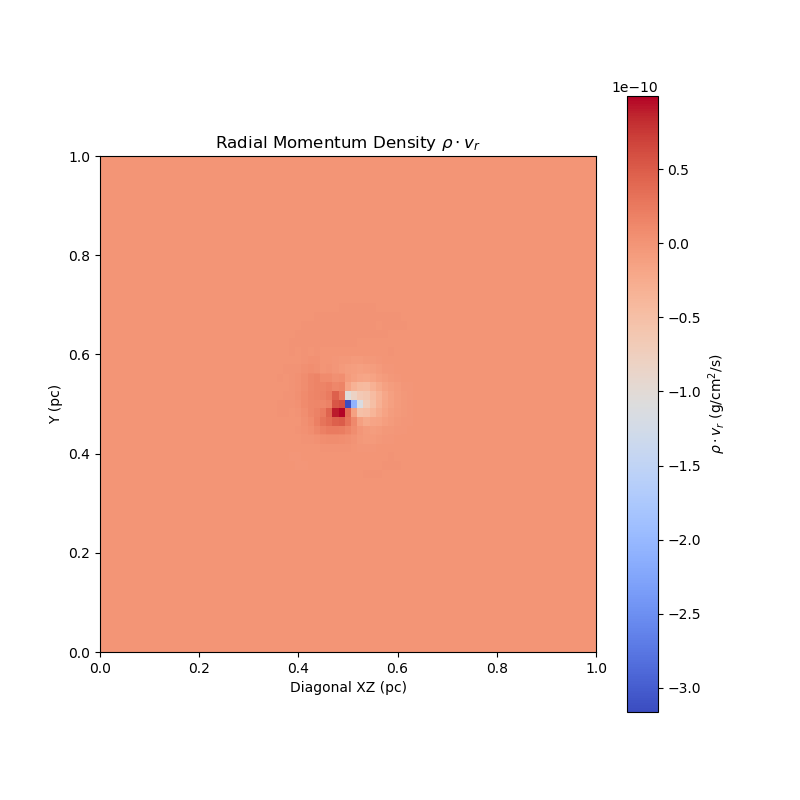 1e−10
Radial Momentum Density ρ · v_r
1.0
0.8
0.6
0.4
0.2
0.0
Y (pc)
0.0 0.2 0.4 0.6 0.8 1.0
Diagonal XZ (pc)
0.5
0.0
−0.5
−1.0
−1.5
−2.0
−2.5
−3.0
ρ · v_r (g/cm²/s)